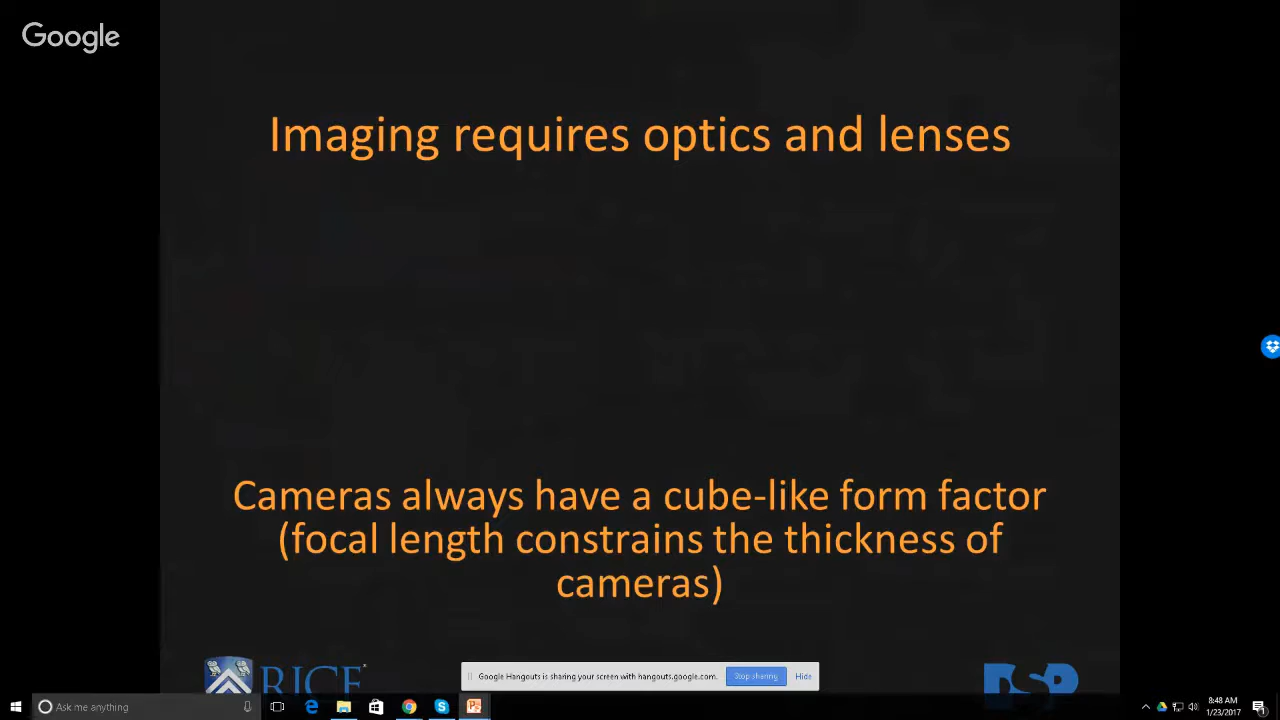 Google
Imaging requires optics and lenses
Cameras always have a cube-like form factor
(focal length constrains the thickness of
cameras)
RICE
DSP
Google Hangouts is sharing your screen with hangouts.google.com.
Stop sharing
Hide
Ask me anything
8:48 AM
1/23/2017